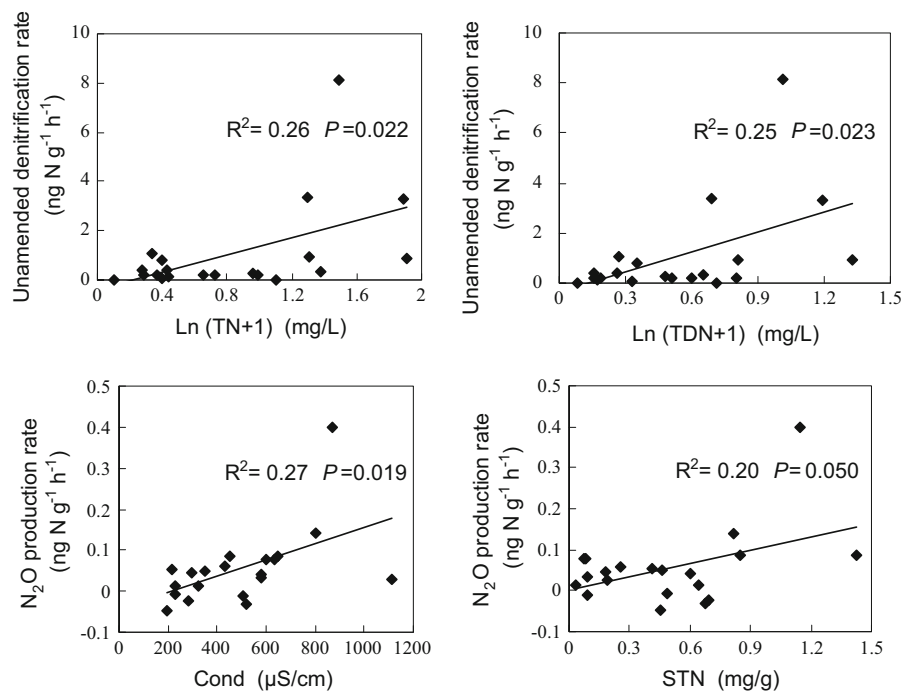 Unamended denitrification rate
(ng N g⁻¹ h⁻¹)
10
8
6
4
2
0
R²= 0.26 P=0.022
0 0.4 0.8 1.2 1.6 2
Ln (TN+1) (mg/L)
Unamended denitrification rate
(ng N g⁻¹ h⁻¹)
10
8
6
4
2
0
R²= 0.25 P=0.023
0 0.3 0.6 0.9 1.2 1.5
Ln (TDN+1) (mg/L)
N₂O production rate
(ng N g⁻¹ h⁻¹)
0.5
0.4
0.3
0.2
0.1
0
-0.1
R²= 0.27 P=0.019
0 200 400 600 800 1000 1200
Cond (µS/cm)
N₂O production rate
(ng N g⁻¹ h⁻¹)
0.5
0.4
0.3
0.2
0.1
0
-0.1
R²= 0.20 P=0.050
0 0.3 0.6 0.9 1.2 1.5
STN (mg/g)